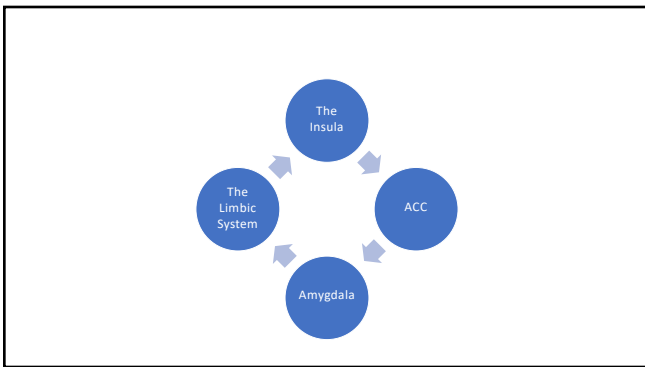 The
Insula
ACC
Amygdala
The
Limbic
System